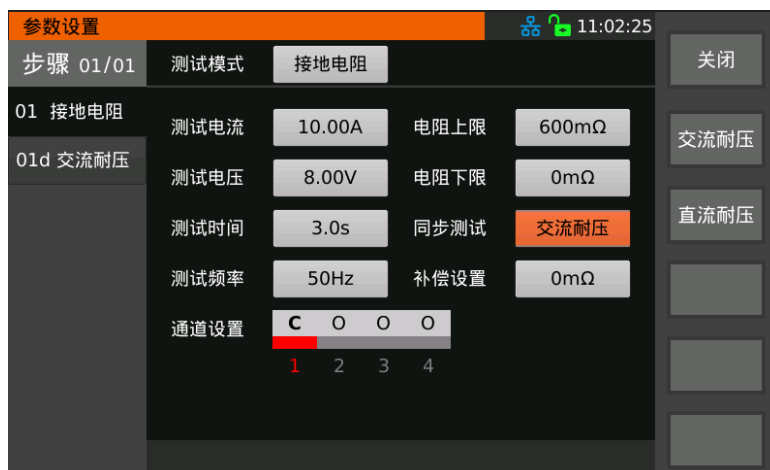 参数设置 11:02:25
步骤 01/01 测试模式 接地电阻 关闭
01 接地电阻
01d 交流耐压
测试电流 10.00A 电阻上限 600mΩ
测试电压 8.00V 电阻下限 0mΩ
测试时间 3.0s 同步测试 交流耐压
测试频率 50Hz 补偿设置 0mΩ
通道设置 C O O O
1 2 3 4
交流耐压
直流耐压